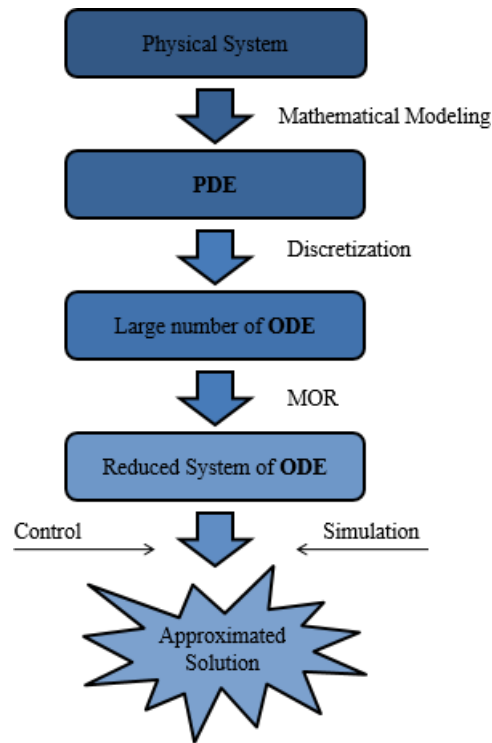 Physical System
Mathematical Modeling
PDE
Discretization
Large number of ODE
MOR
Reduced System of ODE
Control
Simulation
Approximated
Solution